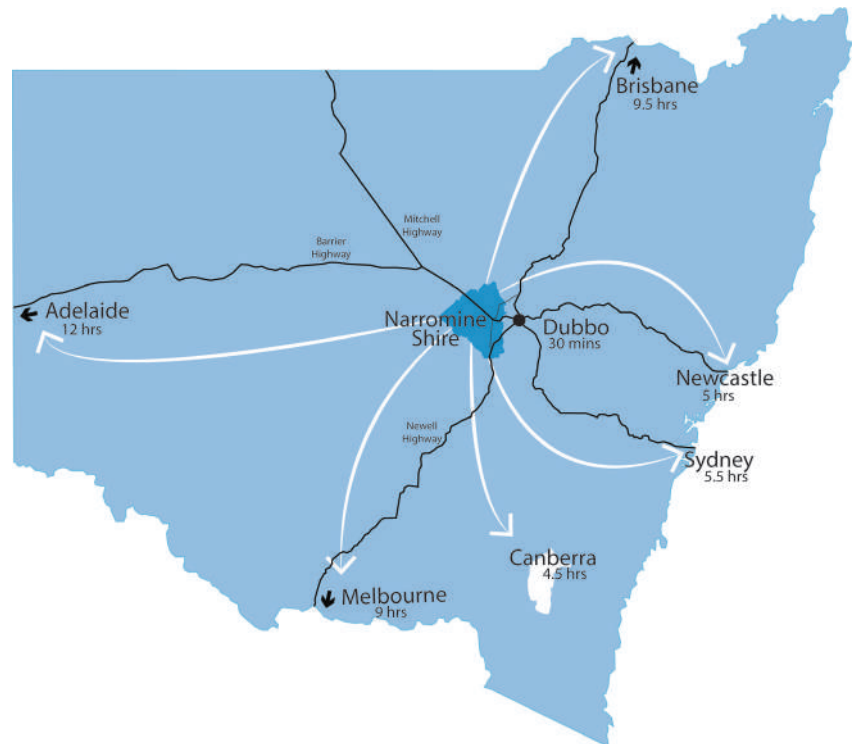 Brisbane
9.5 hrs
Mitchell
Highway
Barrier
Highway
Adelaide
12 hrs
Narromine
Shire
Dubbo
30 mins
Newcastle
5 hrs
Newell
Highway
Sydney
5.5 hrs
Canberra
4.5 hrs
Melbourne
9 hrs